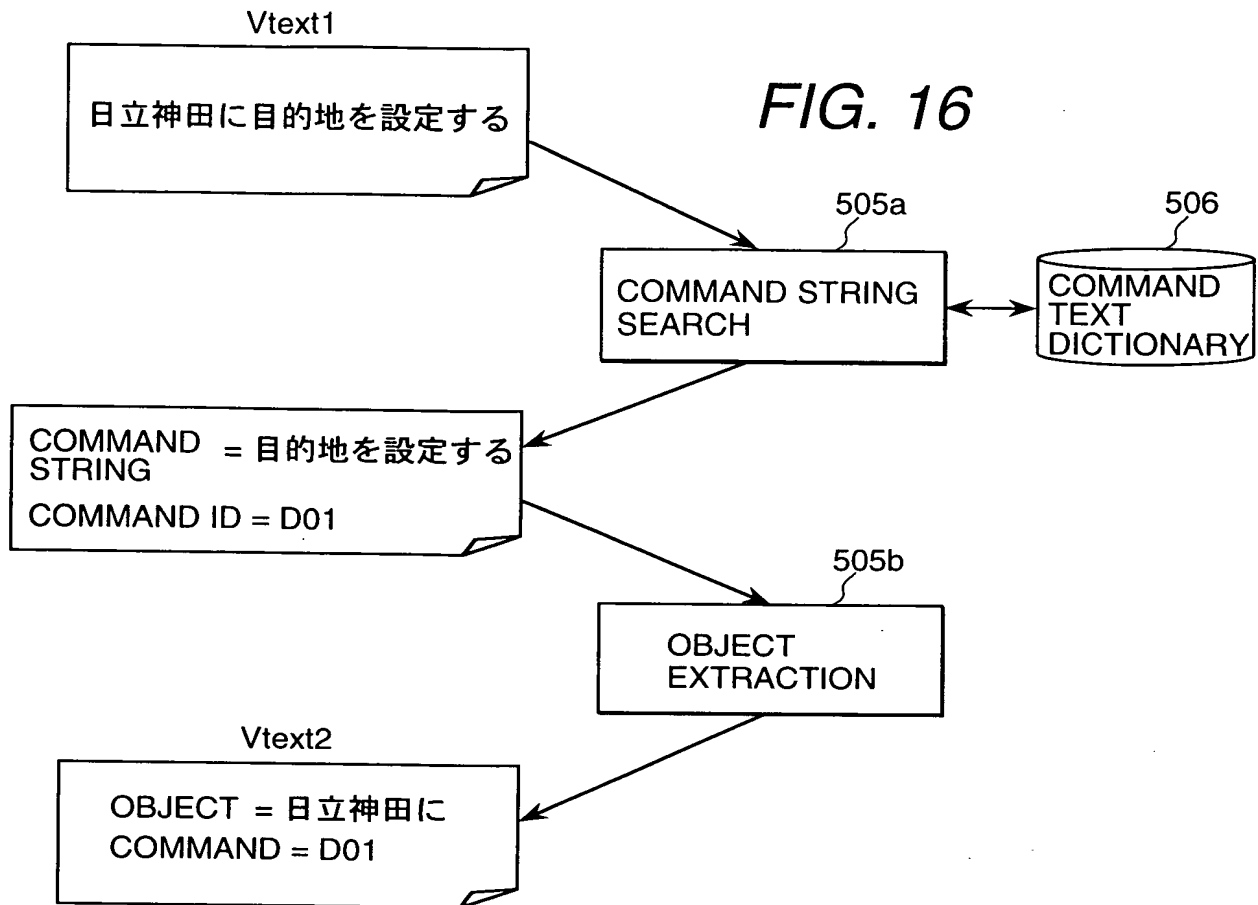 Vtext1
日立神田に目的地を設定する
FIG. 16
505a
506
COMMAND STRING
SEARCH
COMMAND
TEXT
DICTIONARY
COMMAND
STRING = 目的地を設定する
COMMAND ID = D01
505b
OBJECT
EXTRACTION
Vtext2
OBJECT = 日立神田に
COMMAND = D01